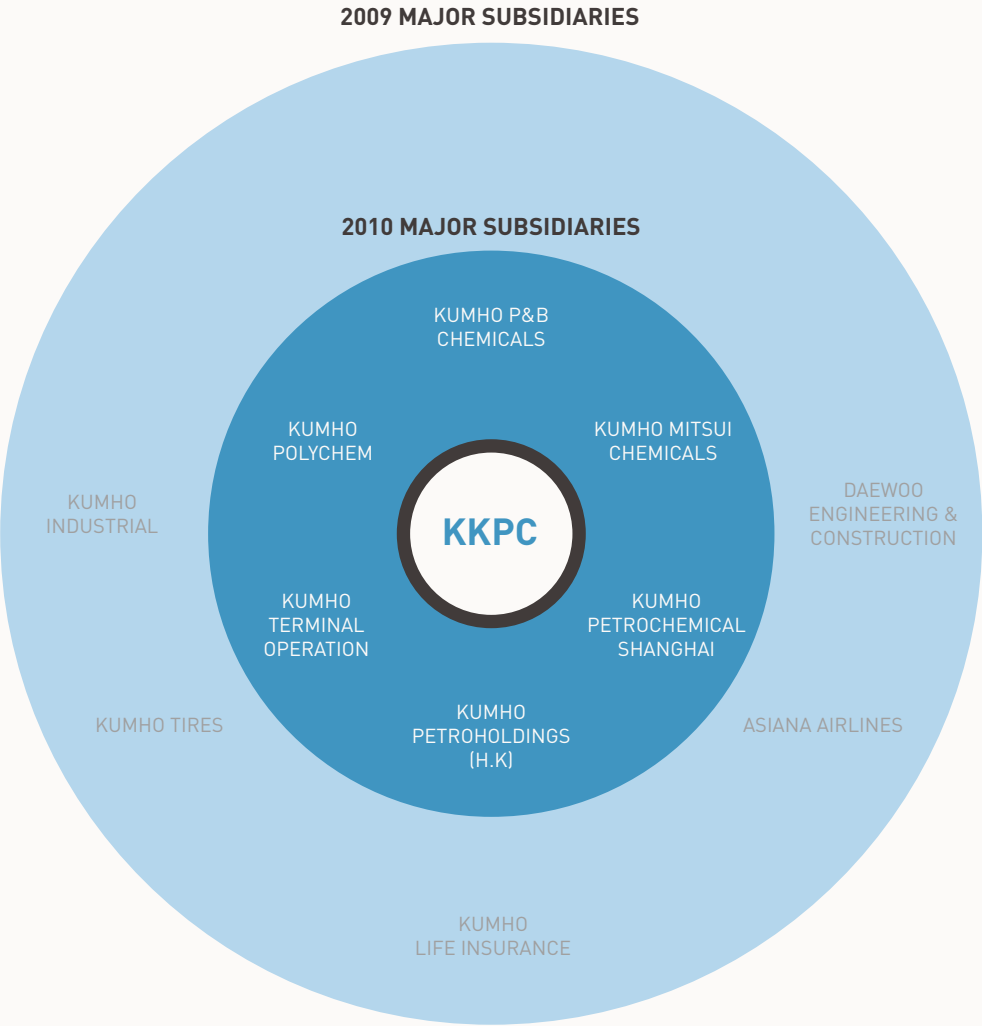 2009 MAJOR SUBSIDIARIES
2010 MAJOR SUBSIDIARIES
KUMHO P&B
CHEMICALS
KUMHO
POLYCHEM
KUMHO MITSUI
CHEMICALS
KUMHO
INDUSTRIAL
KKPC
DAEWOO
ENGINEERING &
CONSTRUCTION
KUMHO
TERMINAL
OPERATION
KUMHO
PETROCHEMICAL
SHANGHAI
KUMHO TIRES
KUMHO
PETROHOLDINGS
(H.K)
ASIANA AIRLINES
KUMHO
LIFE INSURANCE